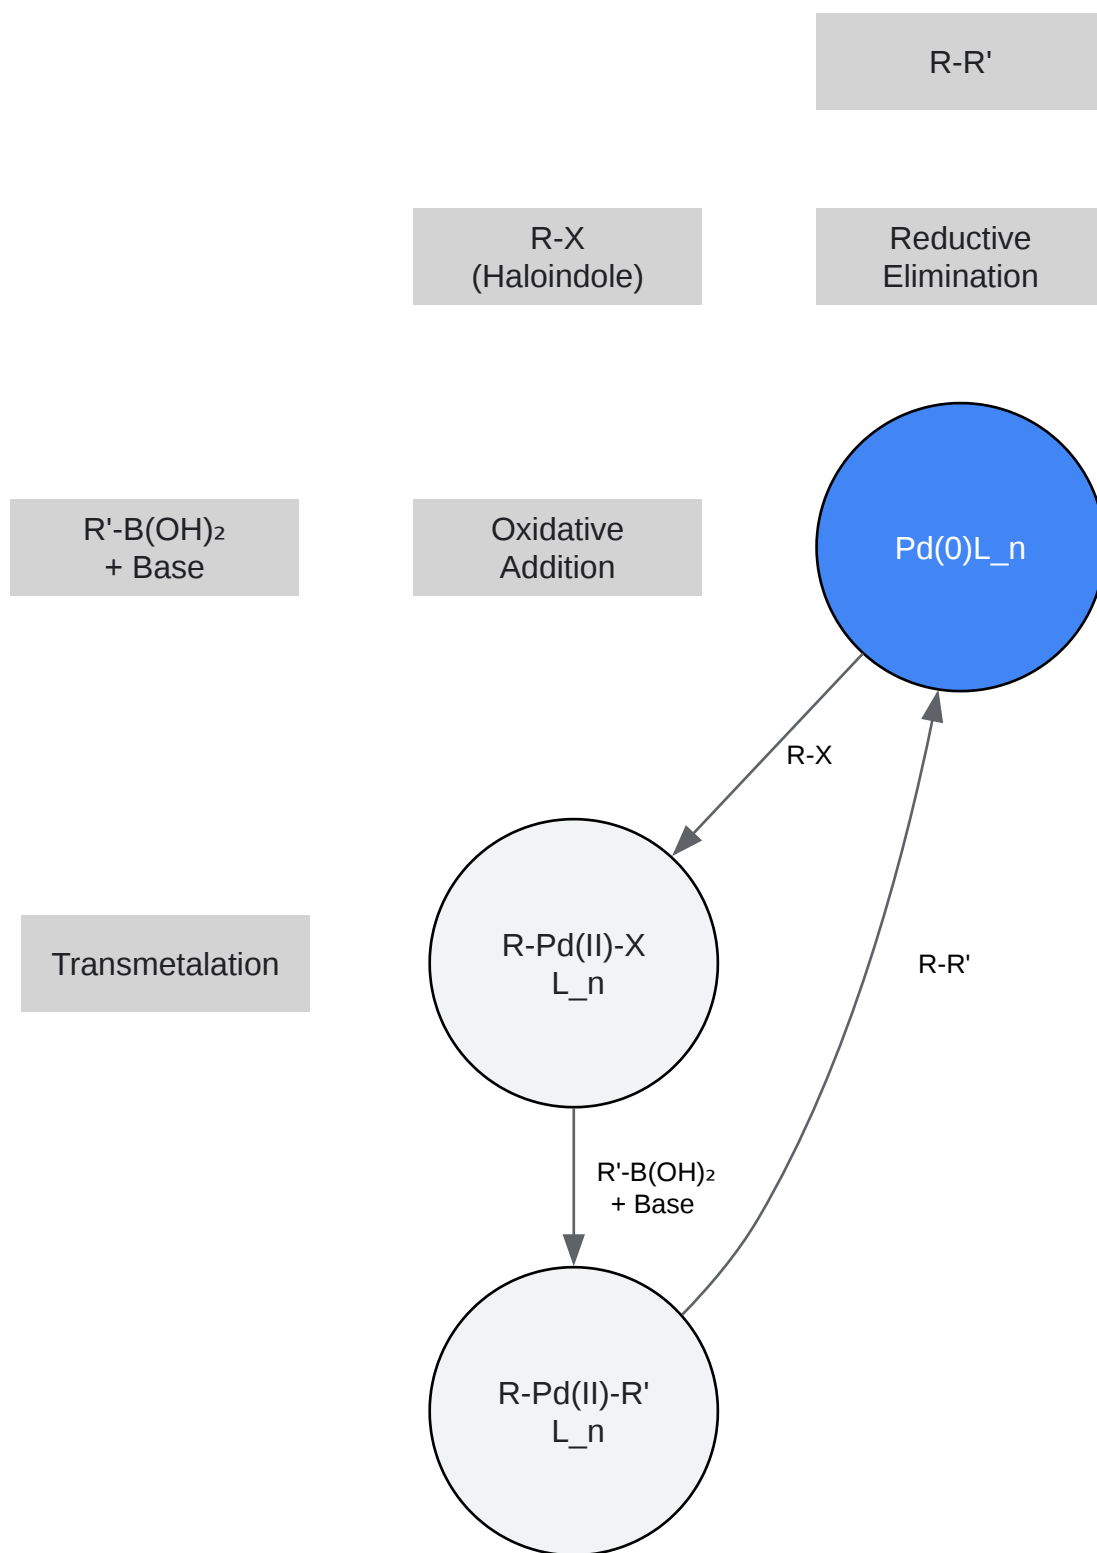 R-R'
R-X
(Haloindole)
Reductive
Elimination
R'-B(OH)₂
+ Base
Oxidative
Addition
Pd(0)L_n
R-X
R-Pd(II)-X
L_n
Transmetalation
R-R'
R'-B(OH)₂
+ Base
R-Pd(II)-R'
L_n